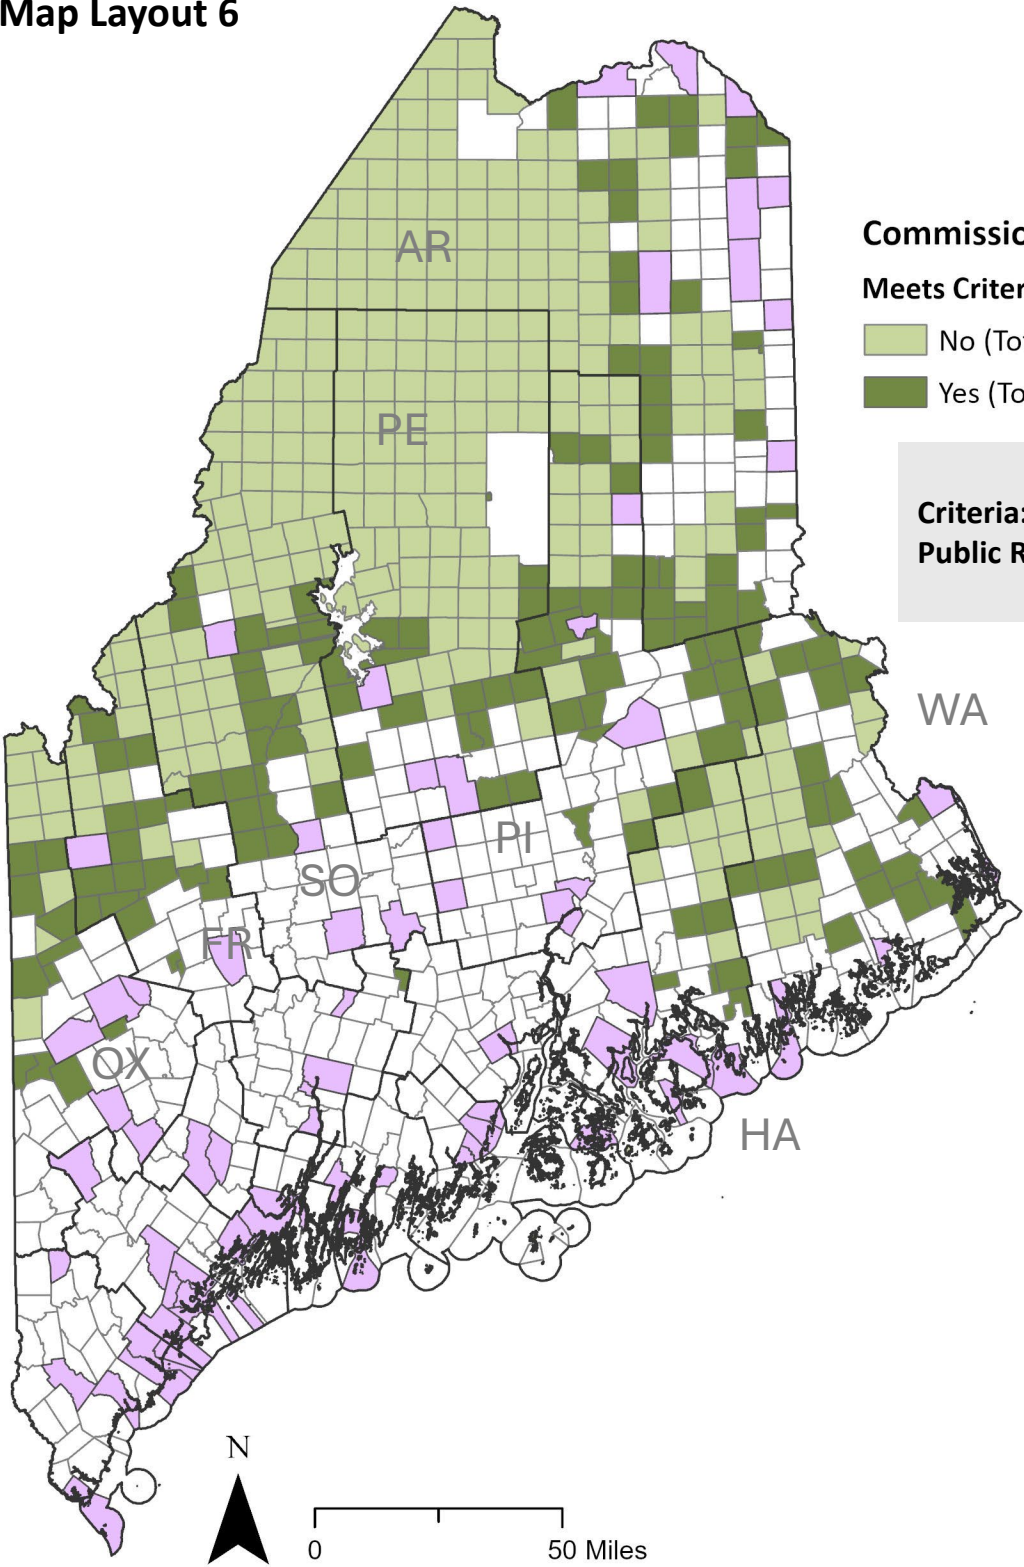 Map Layout 6
AR
Commissio
Meets Criter
No (To
Yes (To
PE
Criteria:
Public R
WA
PI
SO
FR
OX
HA
N
0 50 Miles